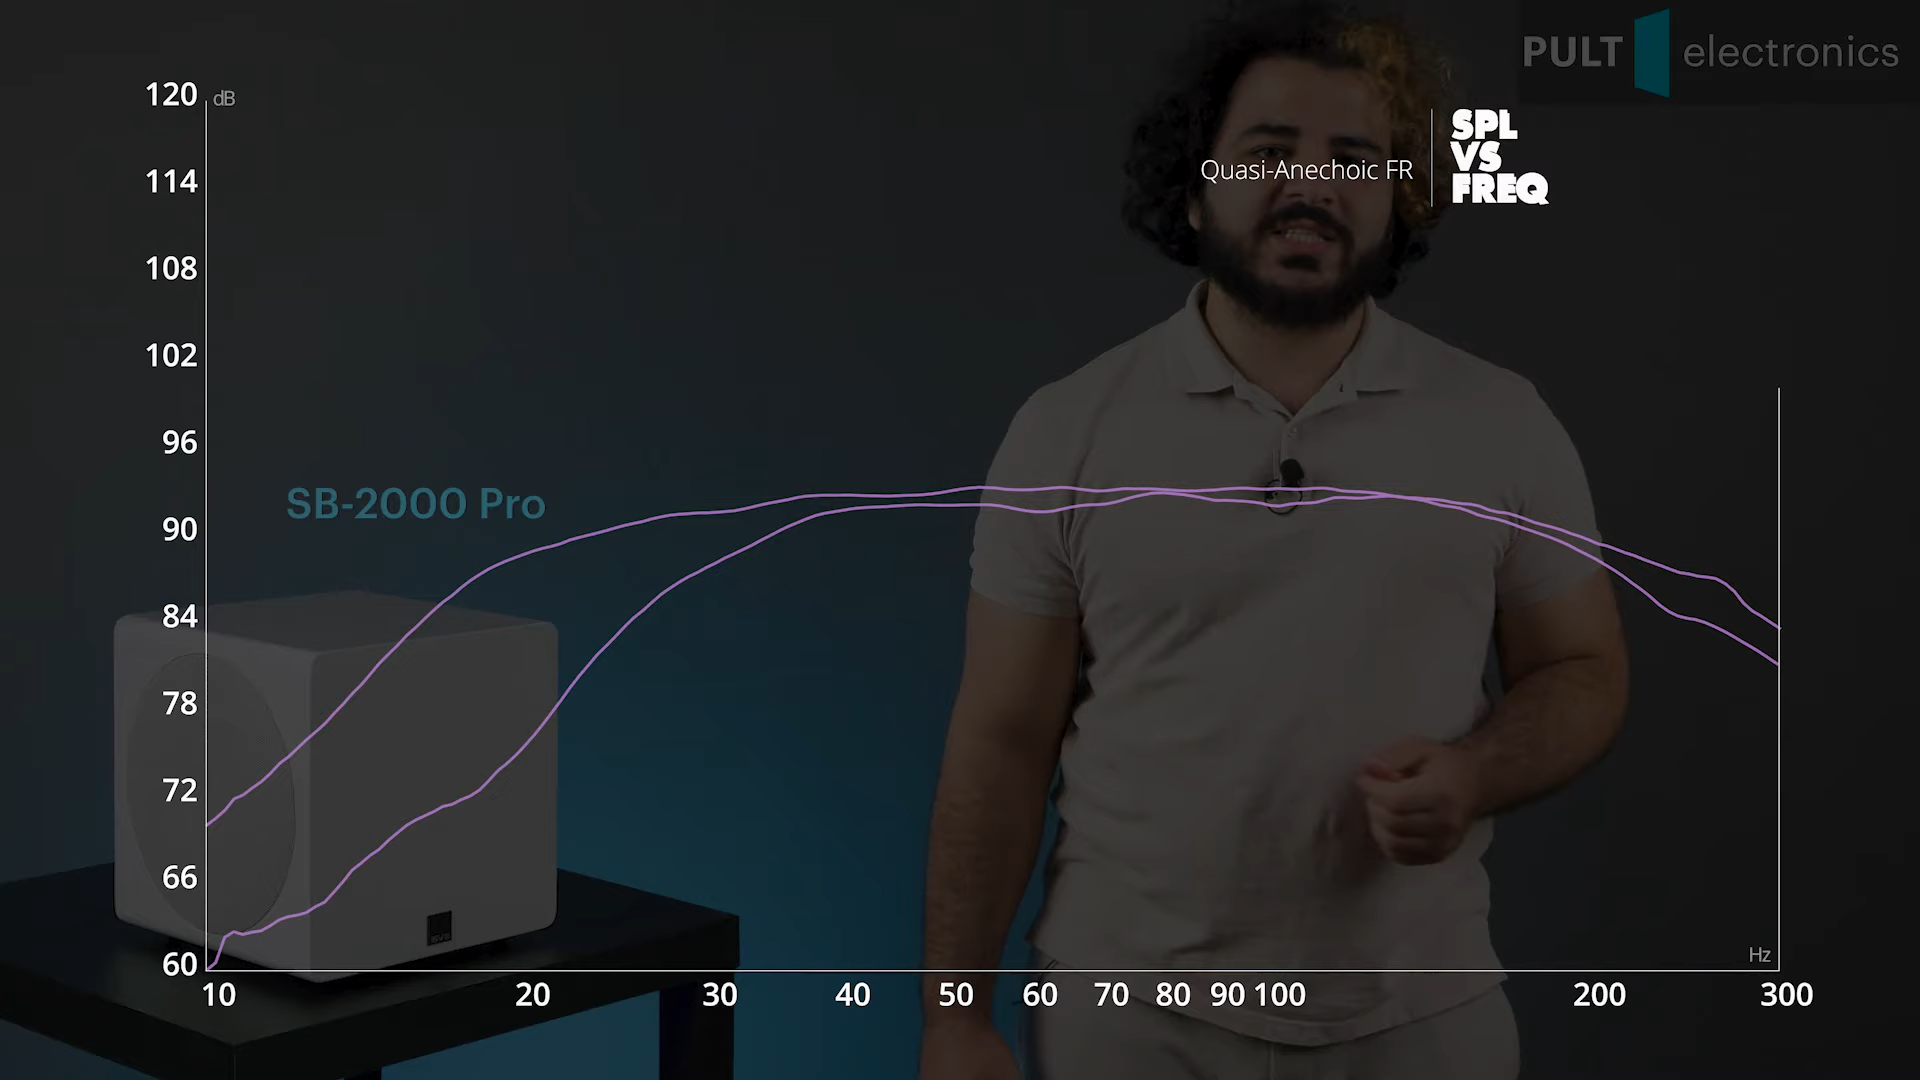 PULT electronics
120 dB
114
108
102
96
90
84
78
72
66
60
Quasi-Anechoic FR
SPL
VS
FREQ
SB-2000 Pro
Hz
10 20 30 40 50 60 70 80 90 100 200 300